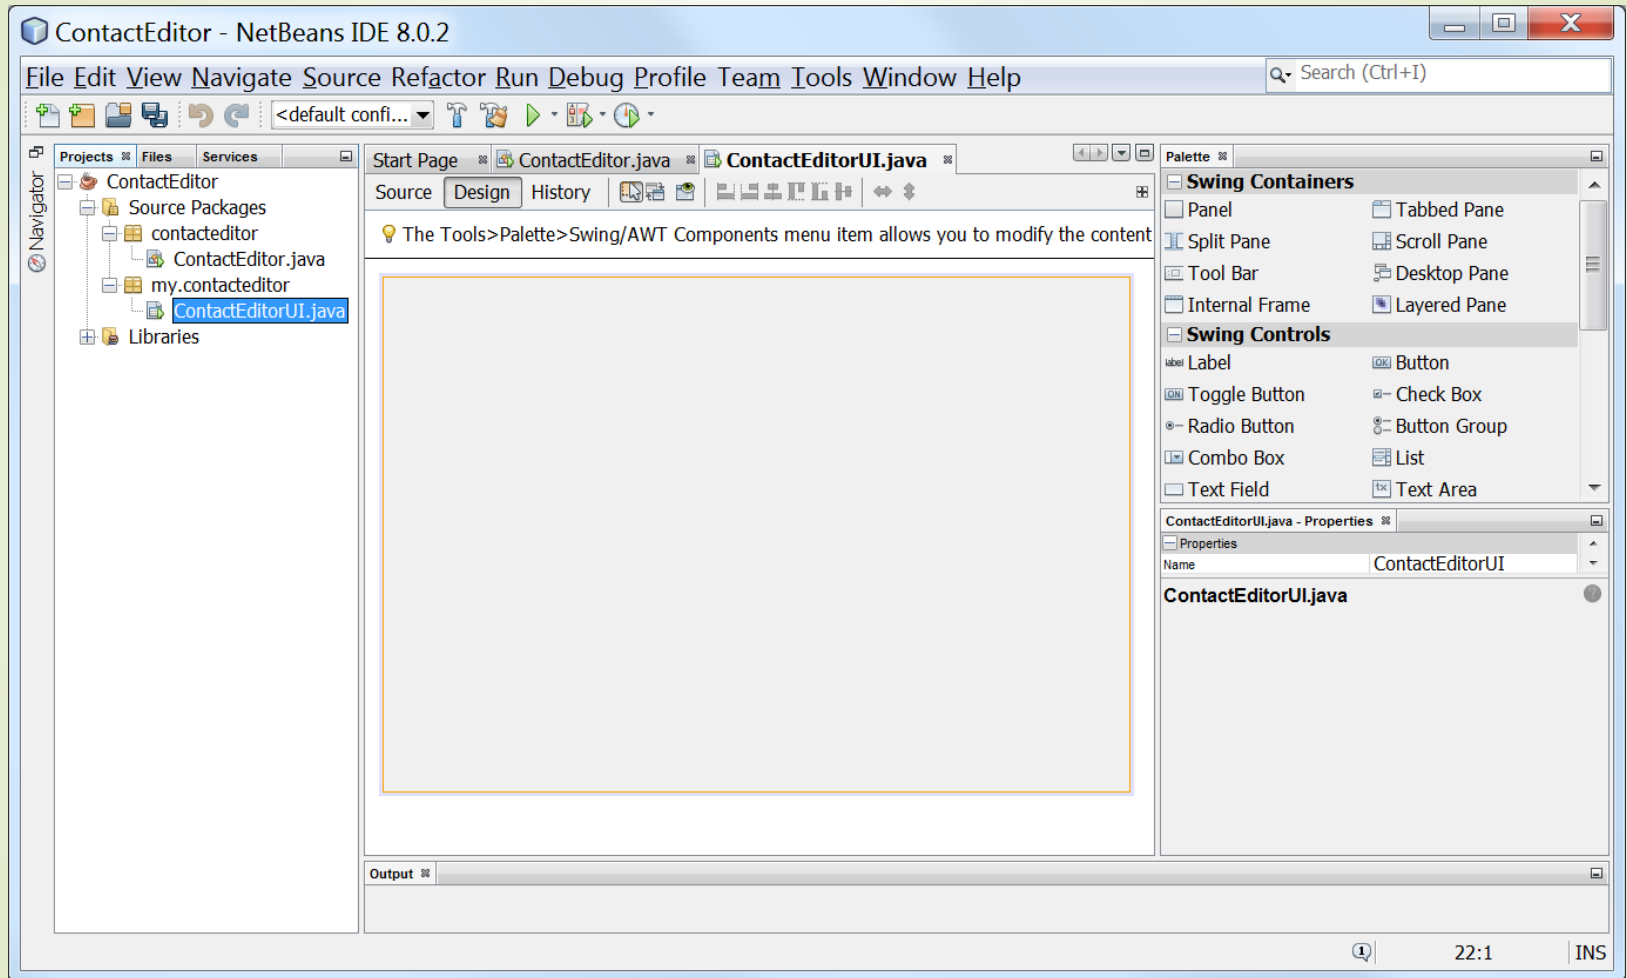 ContactEditor - NetBeans IDE 8.0.2
File Edit View Navigate Source Refactor Run Debug Profile Team Tools Window Help
Search (Ctrl+I)
<default confi...
Navigator
Projects Files Services
ContactEditor
Source Packages
contacteditor
ContactEditor.java
my.contacteditor
ContactEditorUI.java
Libraries
Start Page ContactEditor.java ContactEditorUI.java
Source Design History
The Tools>Palette>Swing/AWT Components menu item allows you to modify the content
Palette
Swing Containers
Panel Tabbed Pane
Split Pane Scroll Pane
Tool Bar Desktop Pane
Internal Frame Layered Pane
Swing Controls
label Label OK Button
ON Toggle Button Check Box
Radio Button Button Group
Combo Box List
Text Field tx Text Area
ContactEditorUI.java - Properties
Properties
Name ContactEditorUI
ContactEditorUI.java
Output
1 22:1 INS